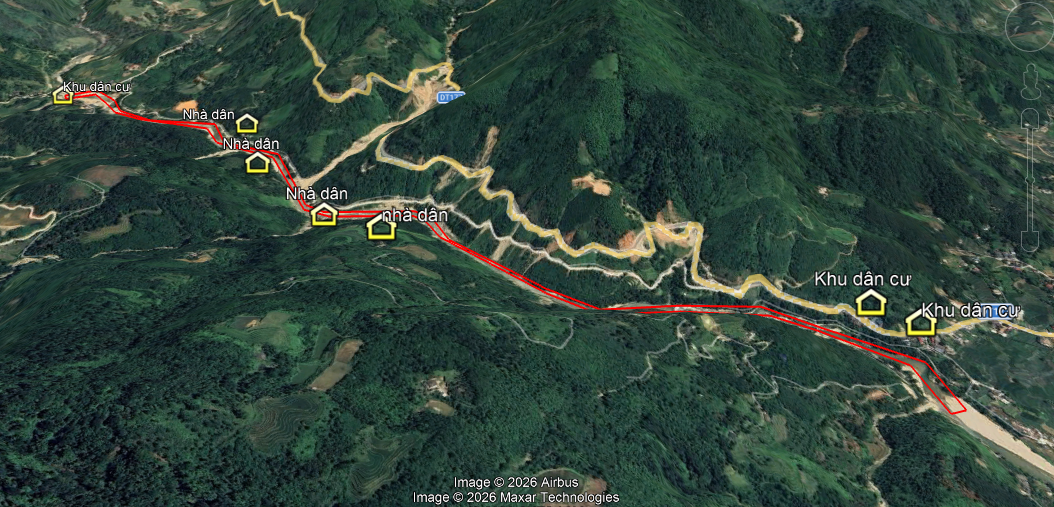 Khu dân cư
DT17
Nhà dân
Nhà dân
Nhà dân
nhà dân
Khu dân cư
Khu dân cư
Image © 2026 Airbus
Image © 2026 Maxar Technologies